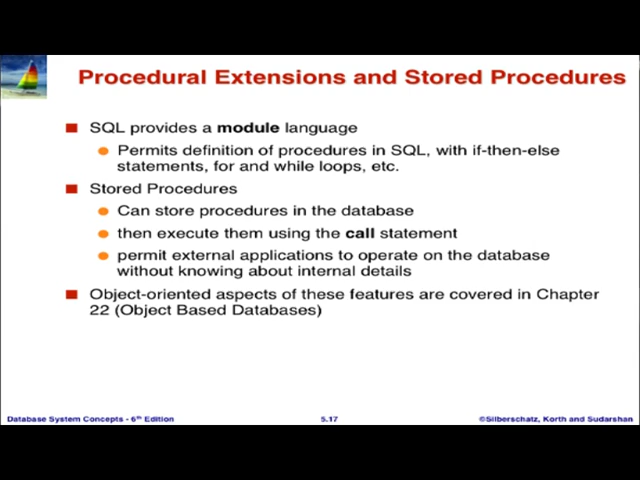 Procedural Extensions and Stored Procedures
SQL provides a module language
Permits definition of procedures in SQL, with if-then-else
statements, for and while loops, etc.
Stored Procedures
Can store procedures in the database
then execute them using the call statement
permit external applications to operate on the database
without knowing about internal details
Object-oriented aspects of these features are covered in Chapter
22 (Object Based Databases)
Database System Concepts - 6th Edition
5.17
©Silberschatz, Korth and Sudarshan